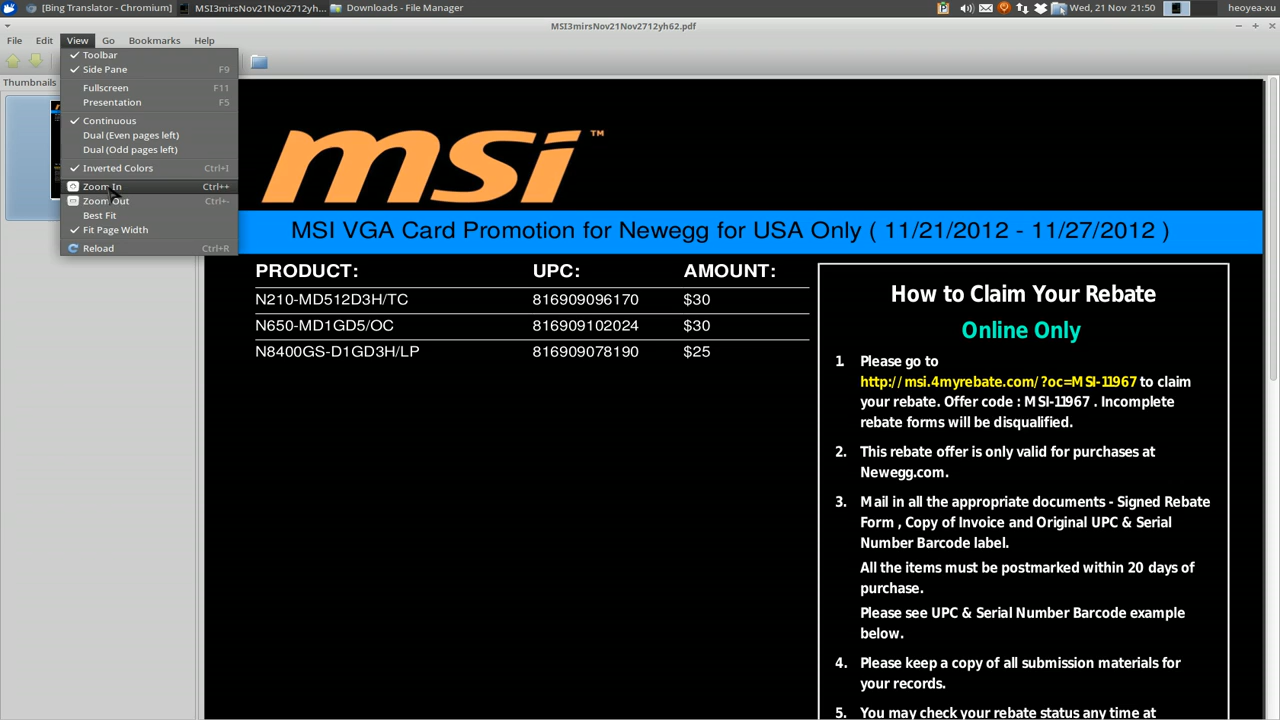 [Bing Translator - Chromium]
MSI3mirsNov21Nov2712yh...
Downloads - File Manager
Wed, 21 Nov 21:50
heoyea-xu
MSI3mirsNov21Nov2712yh62.pdf
File Edit View Go Bookmarks Help
Thumbnails
Toolbar
Side Pane F9
Fullscreen F11
Presentation F5
Continuous
Dual (Even pages left)
Dual (Odd pages left)
Inverted Colors Ctrl+I
Zoom In Ctrl++
Zoom Out Ctrl+-
Best Fit
Fit Page Width
Reload Ctrl+R
msi™
MSI VGA Card Promotion for Newegg for USA Only ( 11/21/2012 - 11/27/2012 )
PRODUCT: UPC: AMOUNT:
N210-MD512D3H/TC 816909096170 $30
N650-MD1GD5/OC 816909102024 $30
N8400GS-D1GD3H/LP 816909078190 $25
How to Claim Your Rebate
Online Only
1. Please go to
http://msi.4myrebate.com/?oc=MSI-11967 to claim
your rebate. Offer code : MSI-11967 . Incomplete
rebate forms will be disqualified.
2. This rebate offer is only valid for purchases at
Newegg.com.
3. Mail in all the appropriate documents - Signed Rebate
Form , Copy of Invoice and Original UPC & Serial
Number Barcode label.
All the items must be postmarked within 20 days of
purchase.
Please see UPC & Serial Number Barcode example
below.
4. Please keep a copy of all submission materials for
your records.
5. You may check your rebate status any time at